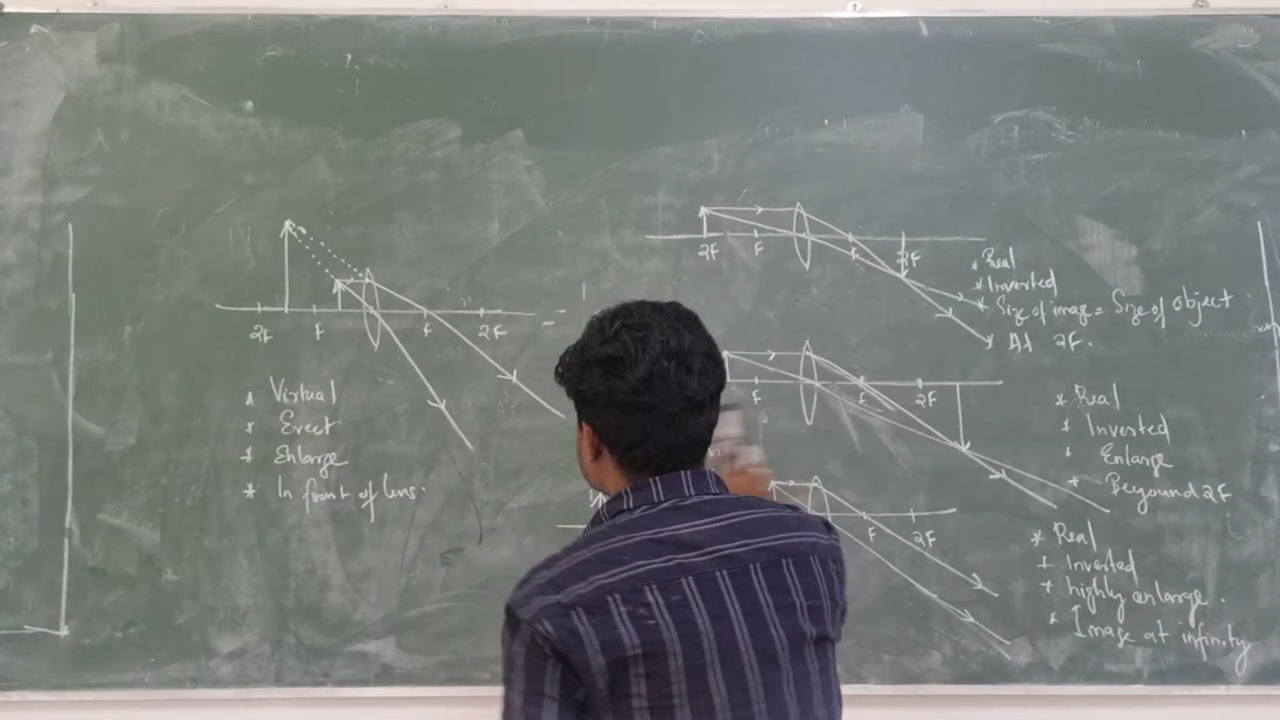 2F F F 2F
* Virtual
* Erect
* Enlarge
* In front of lens.
2F F F 2F
* Real
* Inverted
* Size of image = Size of object
* At 2F.
F F 2F
* Real
* Inverted
* Enlarge
* Beyound 2F
F 2F
* Real
* Inverted
* highly enlarge.
* Image at infinity